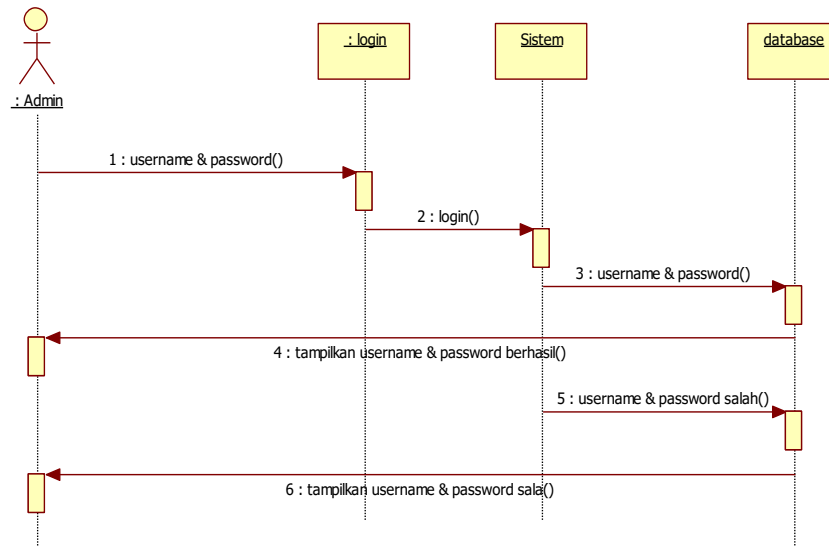 : login
Sistem
database
: Admin
1 : username & password()
2 : login()
3 : username & password()
4 : tampilkan username & password berhasil()
5 : username & password salah()
6 : tampilkan username & password sala()